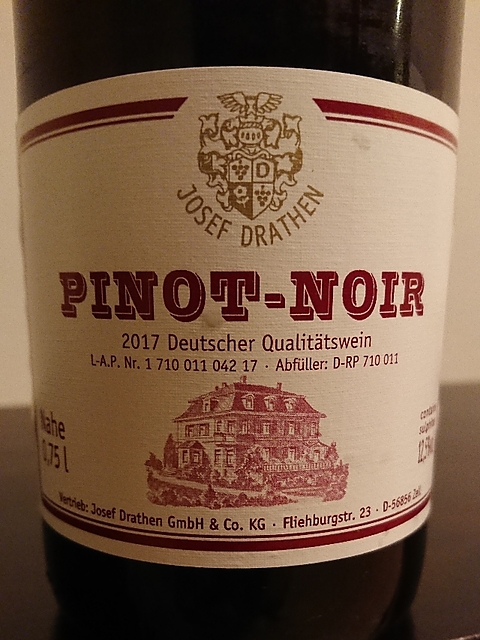 D
JOSEF DRATHEN
PINOT-NOIR
2017 Deutscher Qualitätswein
L-A.P. Nr. 1 710 011 042 17 · Abfüller: D-RP 710 011
Nahe
0,75 l
Vertrieb: Josef Drathen GmbH & Co. KG · Fliehburgstr. 23 · D-56856 Zell